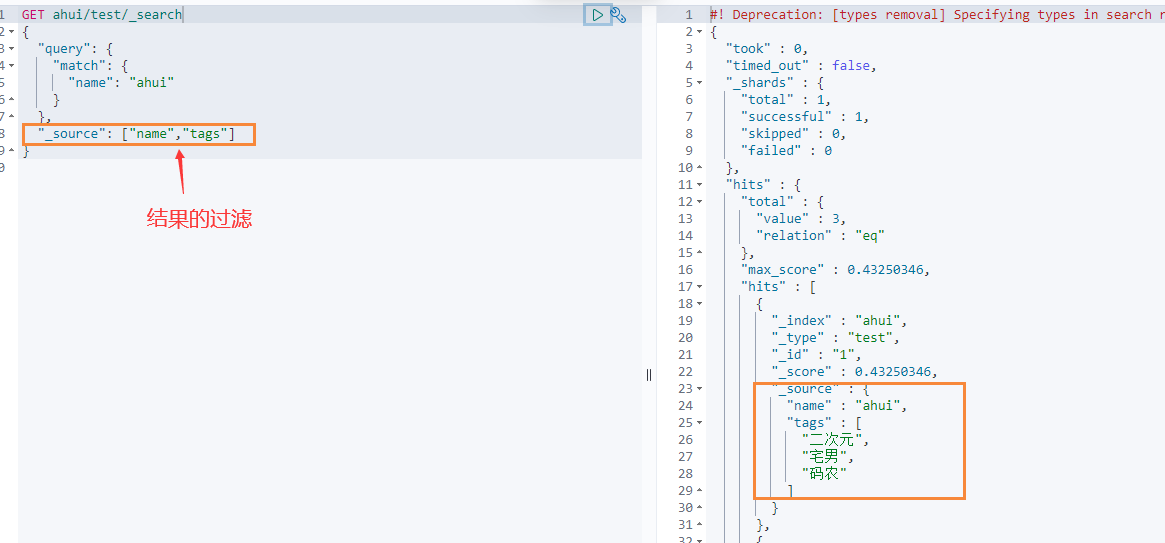 1 GET ahui/test/_search
2 {
3 "query": {
4 "match": {
5 "name": "ahui"
6 }
7 },
8 "_source": ["name","tags"]
9 }
0
结果的过滤
1 #! Deprecation: [types removal] Specifying types in search r
2 {
3 "took" : 0,
4 "timed_out" : false,
5 "_shards" : {
6 "total" : 1,
7 "successful" : 1,
8 "skipped" : 0,
9 "failed" : 0
10 },
11 "hits" : {
12 "total" : {
13 "value" : 3,
14 "relation" : "eq"
15 },
16 "max_score" : 0.43250346,
17 "hits" : [
18 {
19 "_index" : "ahui",
20 "_type" : "test",
21 "_id" : "1",
22 "_score" : 0.43250346,
23 "_source" : {
24 "name" : "ahui",
25 "tags" : [
26 "二次元",
27 "宅男",
28 "码农"
29 ]
30 }
31 },
32 {